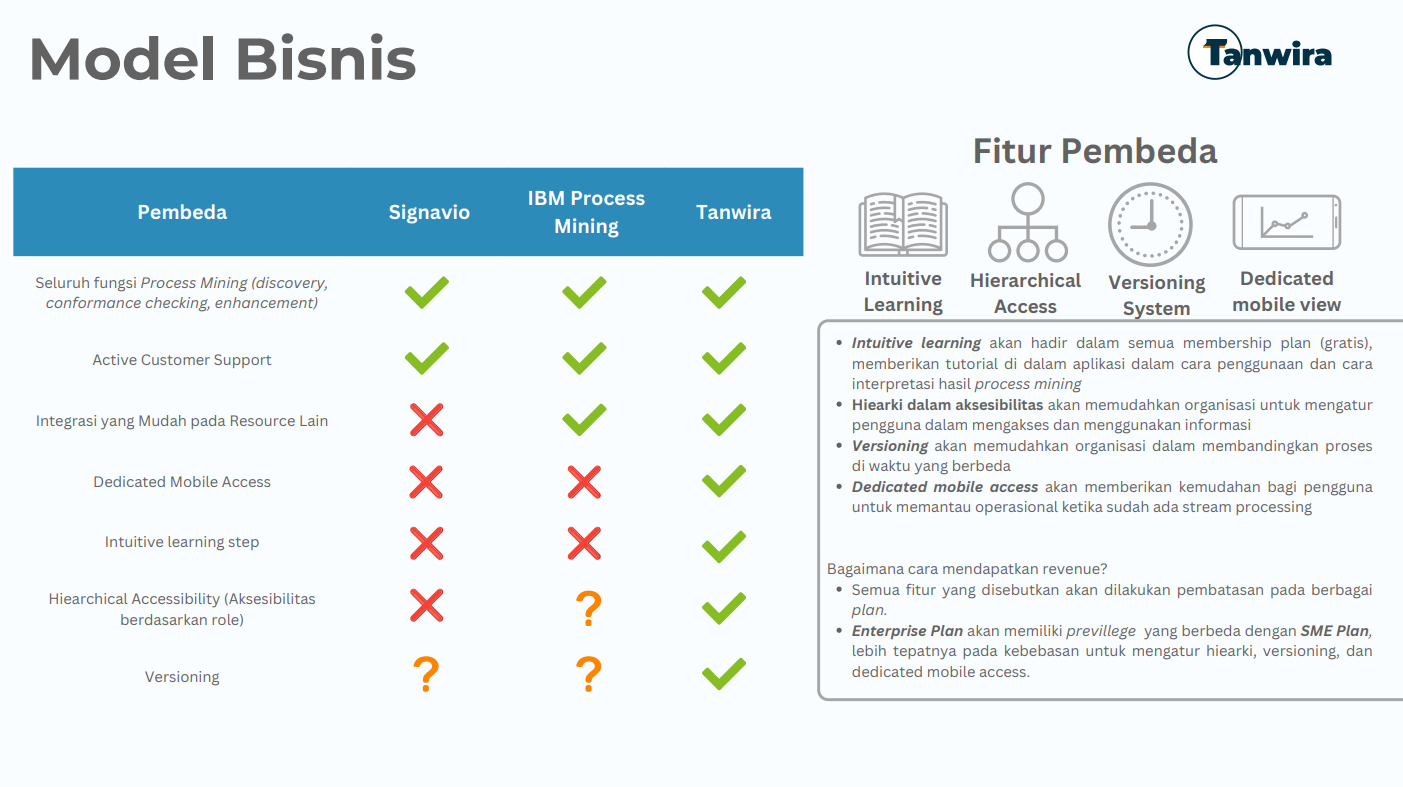 Model Bisnis
Tanwira
Pembeda
Signavio
IBM Process
Mining
Tanwira
Seluruh fungsi Process Mining (discovery,
conformance checking, enhancement)
Active Customer Support
Integrasi yang Mudah pada Resource Lain
Dedicated Mobile Access
Intuitive learning step
Hiearchical Accessibility (Aksesibilitas
berdasarkan role)
?
Versioning
?
?
Fitur Pembeda
Intuitive
Learning
Hierarchical
Access
Versioning
System
Dedicated
mobile view
• Intuitive learning akan hadir dalam semua membership plan (gratis),
memberikan tutorial di dalam aplikasi dalam cara penggunaan dan cara
interpretasi hasil process mining
• Hiearki dalam aksesibilitas akan memudahkan organisasi untuk mengatur
pengguna dalam mengakses dan menggunakan informasi
• Versioning akan memudahkan organisasi dalam membandingkan proses
di waktu yang berbeda
• Dedicated mobile access akan memberikan kemudahan bagi pengguna
untuk memantau operasional ketika sudah ada stream processing
Bagaimana cara mendapatkan revenue?
• Semua fitur yang disebutkan akan dilakukan pembatasan pada berbagai
plan.
• Enterprise Plan akan memiliki previllege yang berbeda dengan SME Plan,
lebih tepatnya pada kebebasan untuk mengatur hiearki, versioning, dan
dedicated mobile access.